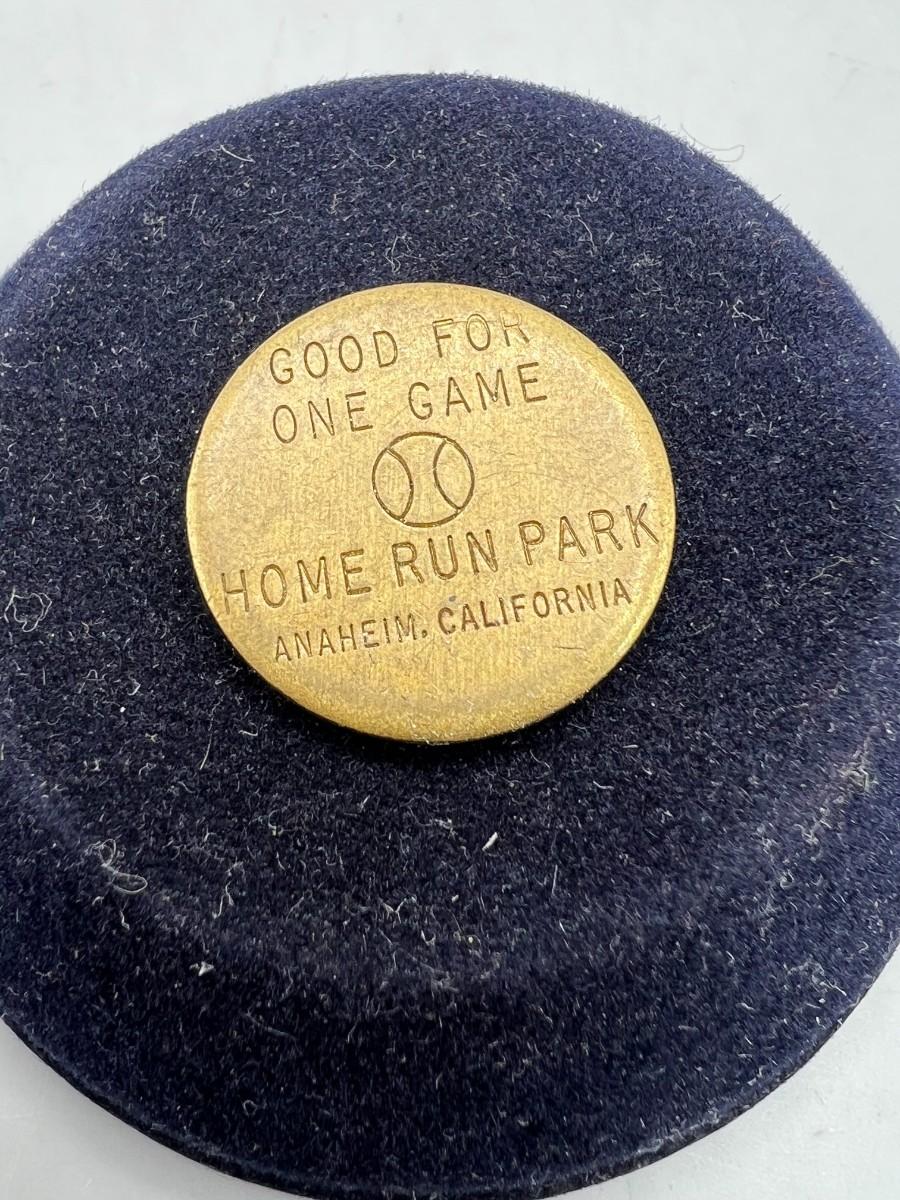 GOOD FOR
ONE GAME
HOME RUN PARK
ANAHEIM, CALIFORNIA